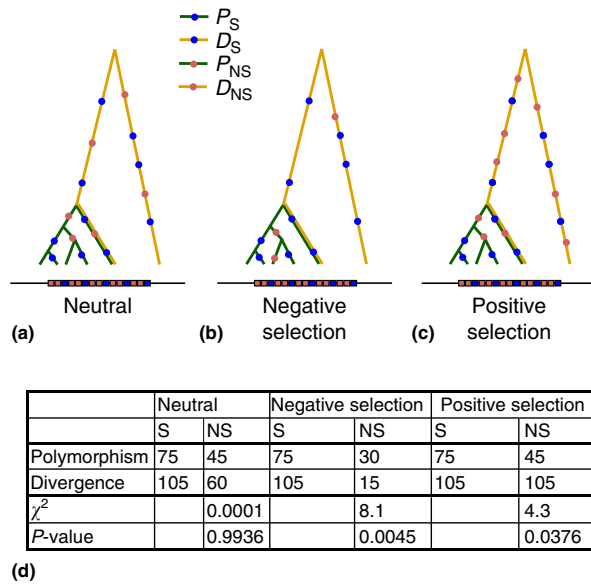 P_S
D_S
P_NS
D_NS
Neutral
(a)
Negative
selection
(b)
Positive
selection
(c)
Neutral Negative selection Positive selection
S NS S NS S NS
Polymorphism 75 45 75 30 75 45
Divergence 105 60 105 15 105 105
χ² 0.0001 8.1 4.3
P-value 0.9936 0.0045 0.0376
(d)